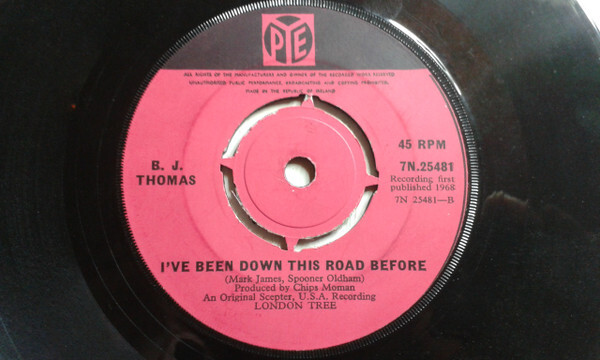 PYE
ALL RIGHTS OF THE MANUFACTURERS AND OWNER OF THE RECORDED WORK RESERVED.
UNAUTHORISED PUBLIC PERFORMANCE, BROADCASTING AND COPYING PROHIBITED.
MADE IN THE REPUBLIC OF IRELAND
B. J.
THOMAS
45 RPM
7N.25481
Recording first
published 1968
7N 25481—B
I'VE BEEN DOWN THIS ROAD BEFORE
(Mark James, Spooner Oldham)
Produced by Chips Moman
An Original Scepter, U.S.A. Recording
LONDON TREE